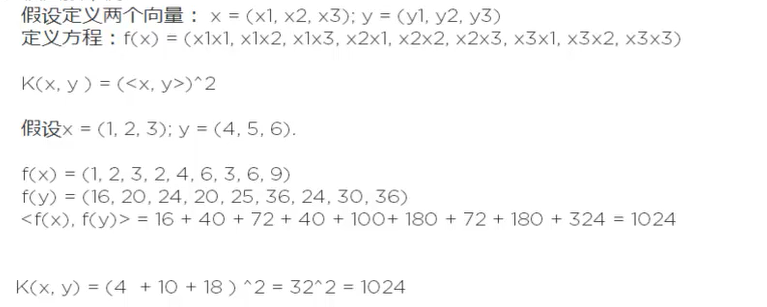 假设定义两个向量： x = (x1, x2, x3); y = (y1, y2, y3)
定义方程：f(x) = (x1x1, x1x2, x1x3, x2x1, x2x2, x2x3, x3x1, x3x2, x3x3)
K(x, y ) = (<x, y>)^2
假设x = (1, 2, 3); y = (4, 5, 6).
f(x) = (1, 2, 3, 2, 4, 6, 3, 6, 9)
f(y) = (16, 20, 24, 20, 25, 36, 24, 30, 36)
<f(x), f(y)> = 16 + 40 + 72 + 40 + 100+ 180 + 72 + 180 + 324 = 1024
K(x, y) = (4 + 10 + 18 ) ^2 = 32^2 = 1024